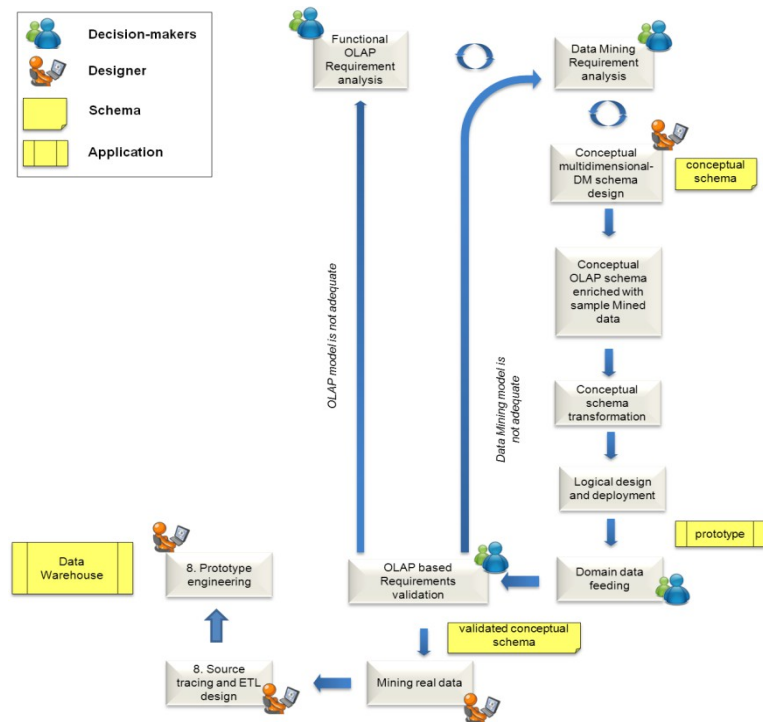 Decision-makers
Designer
Schema
Application
Functional
OLAP
Requirement
analysis
Data Mining
Requirement
analysis
Conceptual
multidimensional-
DM schema
design
conceptual
schema
Conceptual
OLAP schema
enriched with
sample Mined
data
OLAP model is not adequate
Data Mining model is
not adequate
Conceptual
schema
transformation
Logical design
and deployment
prototype
Data
Warehouse
8. Prototype
engineering
OLAP based
Requirements
validation
Domain data
feeding
validated conceptual
schema
8. Source
tracing and ETL
design
Mining real data